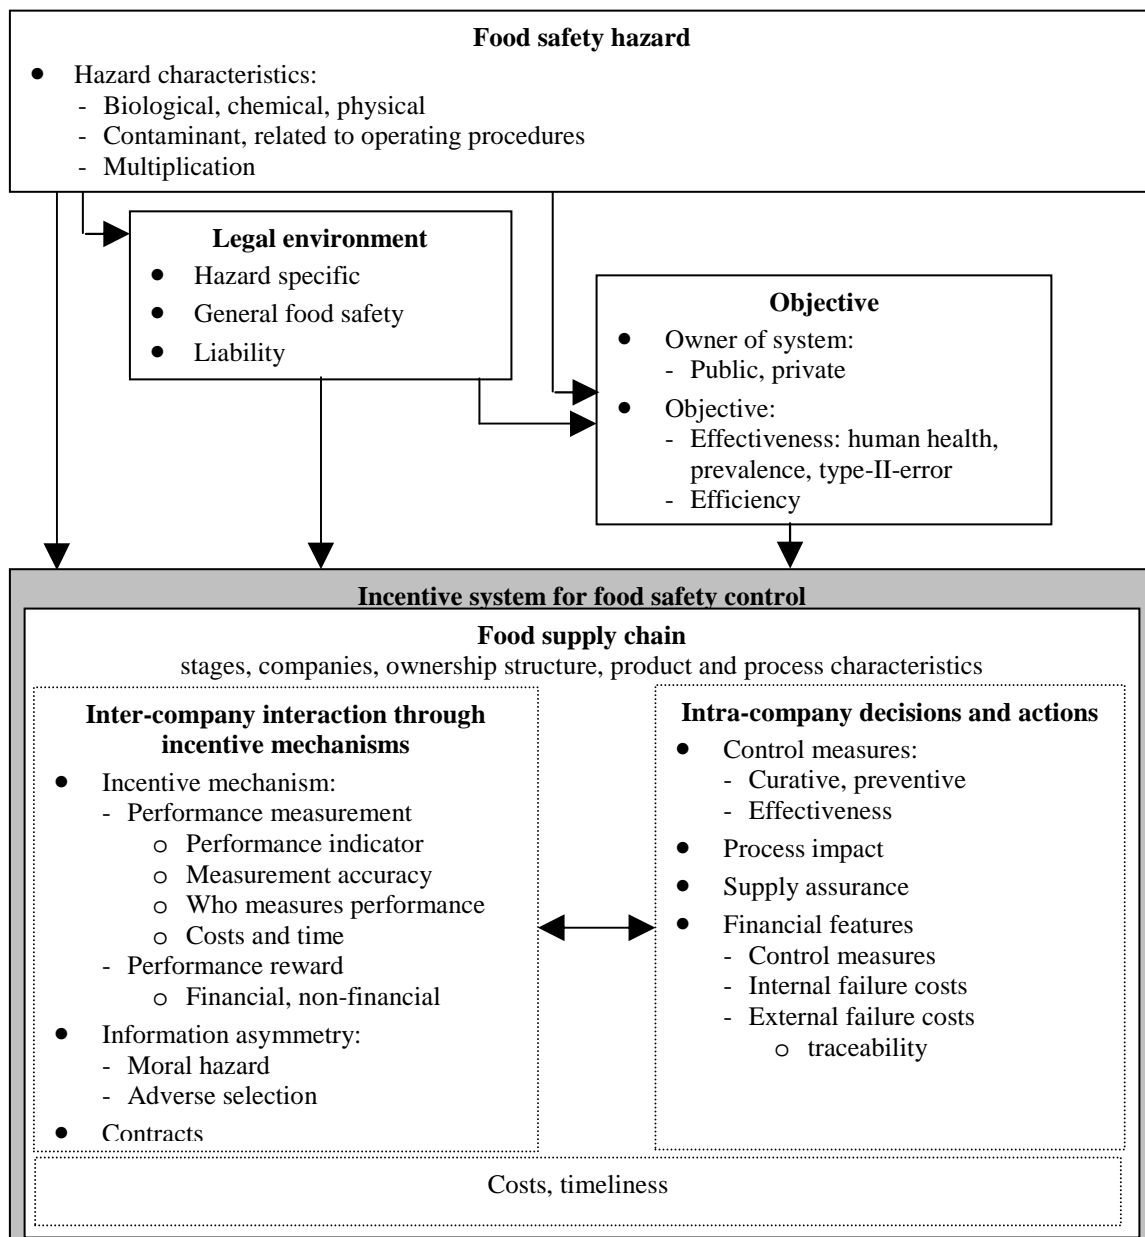 Food safety hazard
● Hazard characteristics:
- Biological, chemical, physical
- Contaminant, related to operating procedures
- Multiplication
Legal environment
● Hazard specific
● General food safety
● Liability
Objective
● Owner of system:
- Public, private
● Objective:
- Effectiveness: human health,
prevalence, type-II-error
- Efficiency
Incentive system for food safety control
Food supply chain
stages, companies, ownership structure, product and process characteristics
Inter-company interaction through
incentive mechanisms
● Incentive mechanism:
- Performance measurement
o Performance indicator
o Measurement accuracy
o Who measures performance
o Costs and time
- Performance reward
o Financial, non-financial
● Information asymmetry:
- Moral hazard
- Adverse selection
● Contracts
Intra-company decisions and actions
● Control measures:
- Curative, preventive
- Effectiveness
● Process impact
● Supply assurance
● Financial features
- Control measures
- Internal failure costs
- External failure costs
o traceability
Costs, timeliness